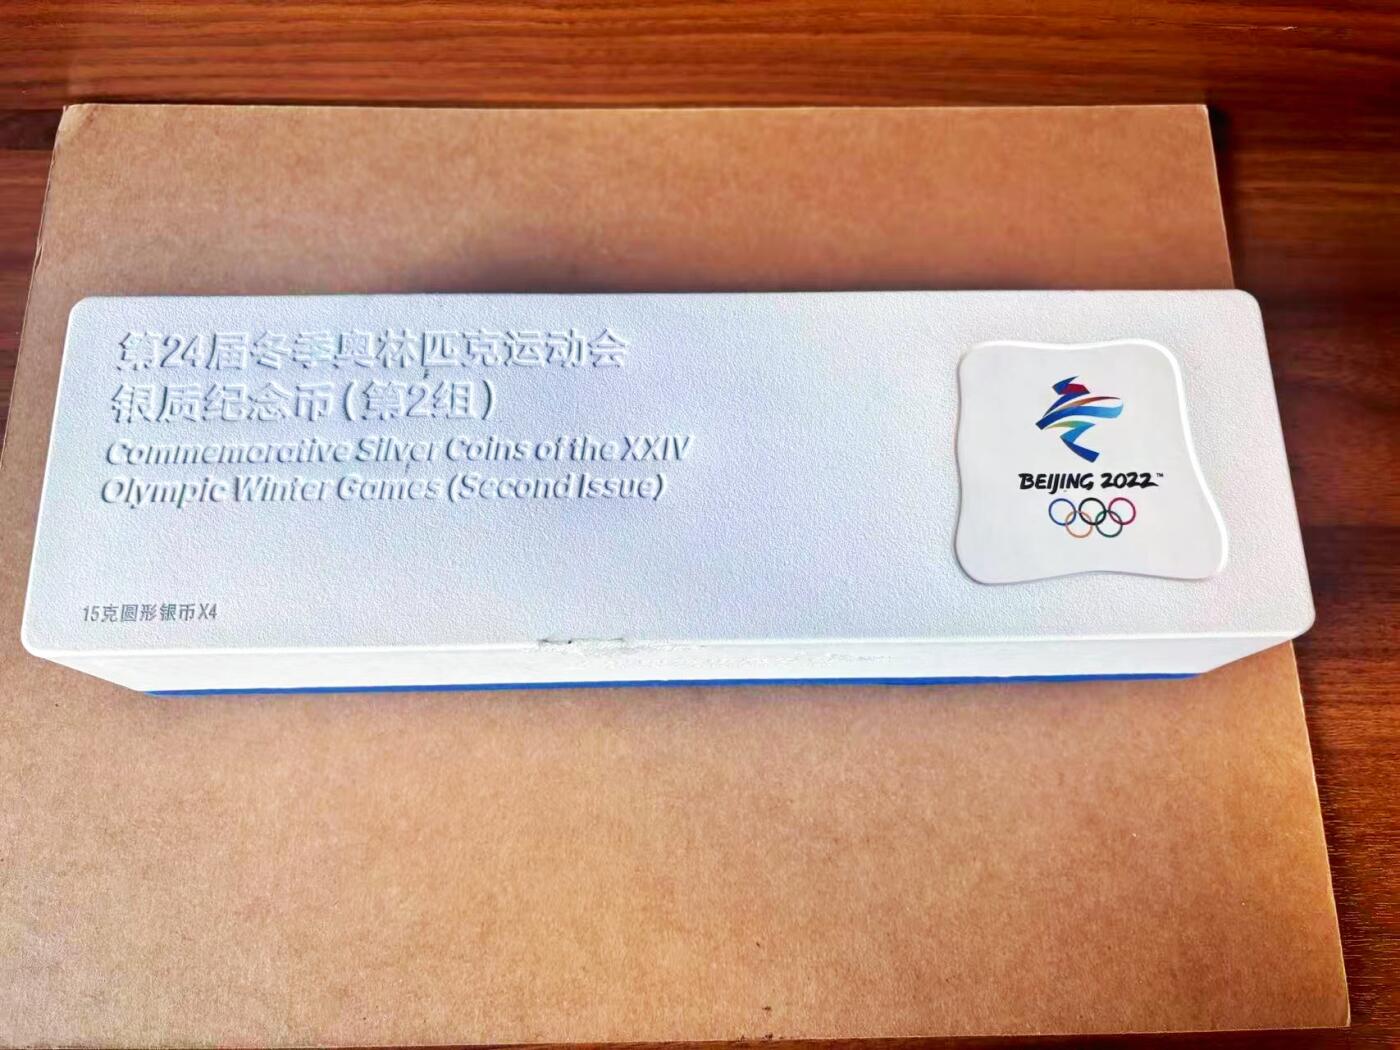 第24届冬季奥林匹克运动会
银质纪念币(第2组)
Commemorative Silver Coins of the XXIV
Olympic Winter Games (Second Issue)
15克圆形银币X4
BEIJING 2022™